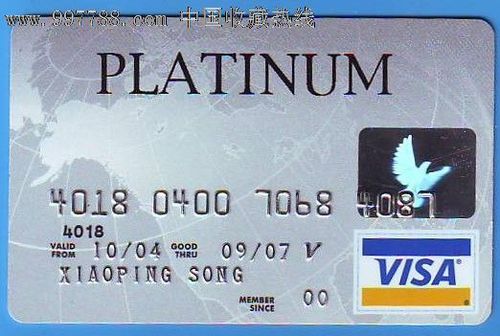 www.997788.com 中国收藏热线
PLATINUM
4018 0400 7068 4087
4018
VALID FROM 10/04 GOOD THRU 09/07 V
XIAOPING SONG
MEMBER SINCE 00
VISA